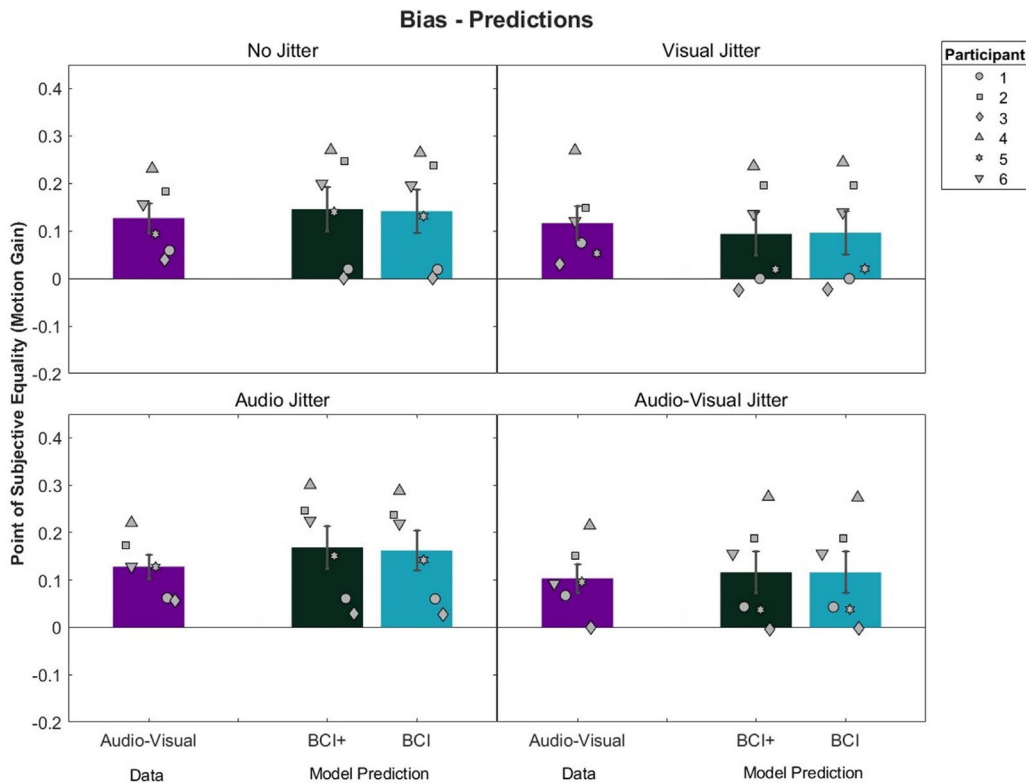 Bias - Predictions
No Jitter
Visual Jitter
Participant
1
2
3
4
5
6
0.4
0.3
0.2
0.1
0
-0.1
-0.2
Point of Subjective Equality (Motion Gain)
Audio Jitter
Audio-Visual Jitter
0.4
0.3
0.2
0.1
0
-0.1
-0.2
Audio-Visual BCI+ BCI Audio-Visual BCI+ BCI
Data Model Prediction Data Model Prediction